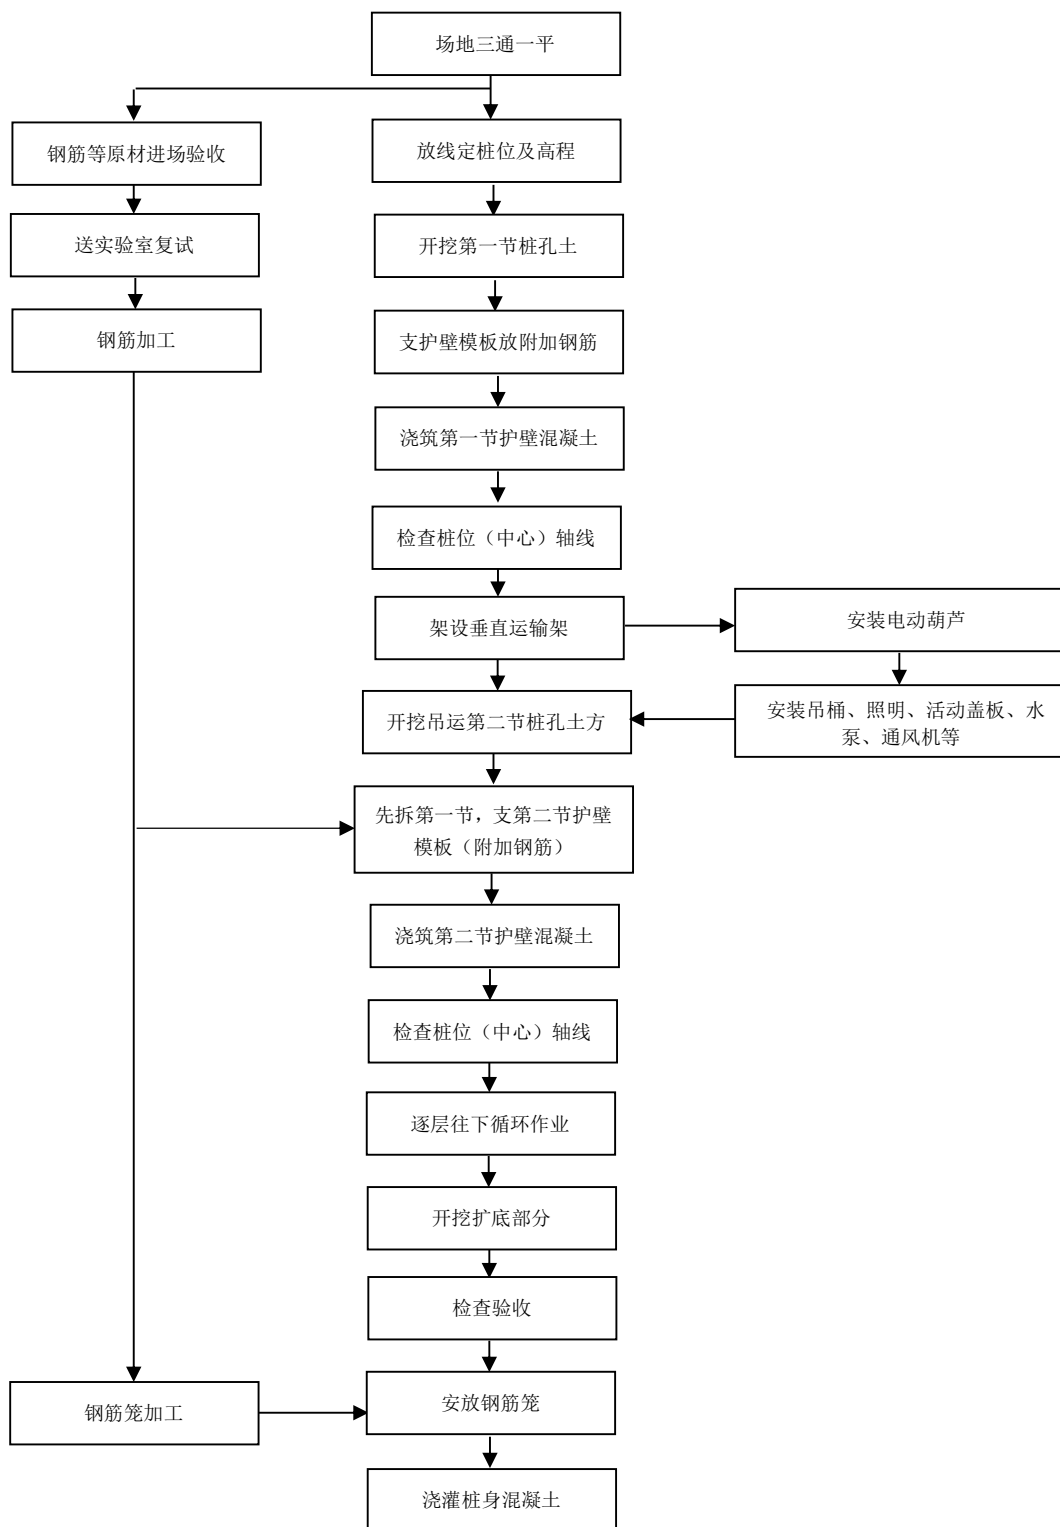 场地三通一平
钢筋等原材进场验收
放线定桩位及高程
送实验室复试
开挖第一节桩孔土
钢筋加工
支护壁模板放附加钢筋
浇筑第一节护壁混凝土
检查桩位（中心）轴线
架设垂直运输架
安装电动葫芦
开挖吊运第二节桩孔土方
安装吊桶、照明、活动盖板、水
泵、通风机等
先拆第一节，支第二节护壁
模板（附加钢筋）
浇筑第二节护壁混凝土
检查桩位（中心）轴线
逐层往下循环作业
开挖扩底部分
检查验收
钢筋笼加工
安放钢筋笼
浇灌桩身混凝土